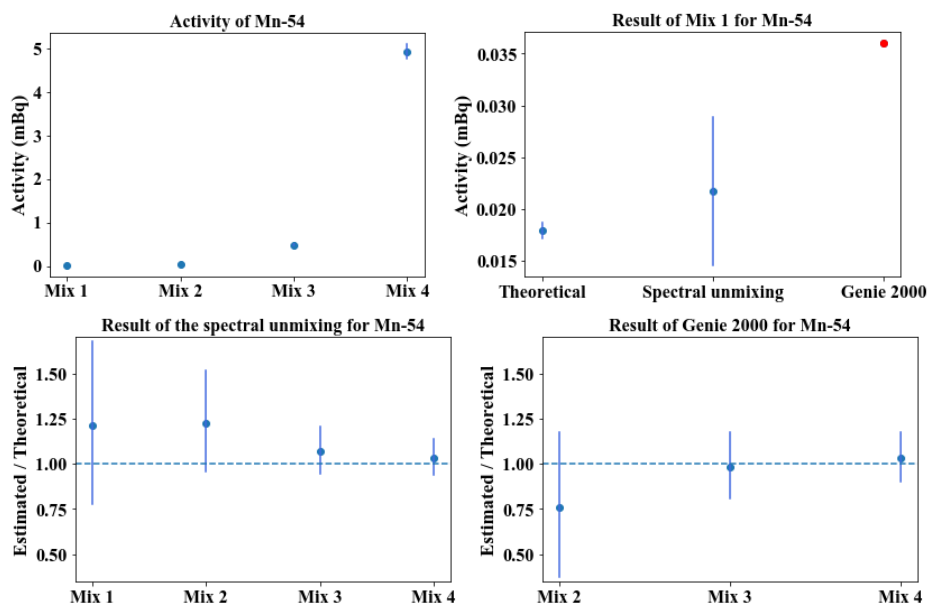 Activity of Mn-54
Activity (mBq)
5
4
3
2
1
0
Mix 1 Mix 2 Mix 3 Mix 4
Result of Mix 1 for Mn-54
Activity (mBq)
0.035
0.030
0.025
0.020
0.015
Theoretical Spectral unmixing Genie 2000
Result of the spectral unmixing for Mn-54
Estimated / Theoretical
1.50
1.25
1.00
0.75
0.50
Mix 1 Mix 2 Mix 3 Mix 4
Result of Genie 2000 for Mn-54
Estimated / Theoretical
1.50
1.25
1.00
0.75
0.50
Mix 2 Mix 3 Mix 4